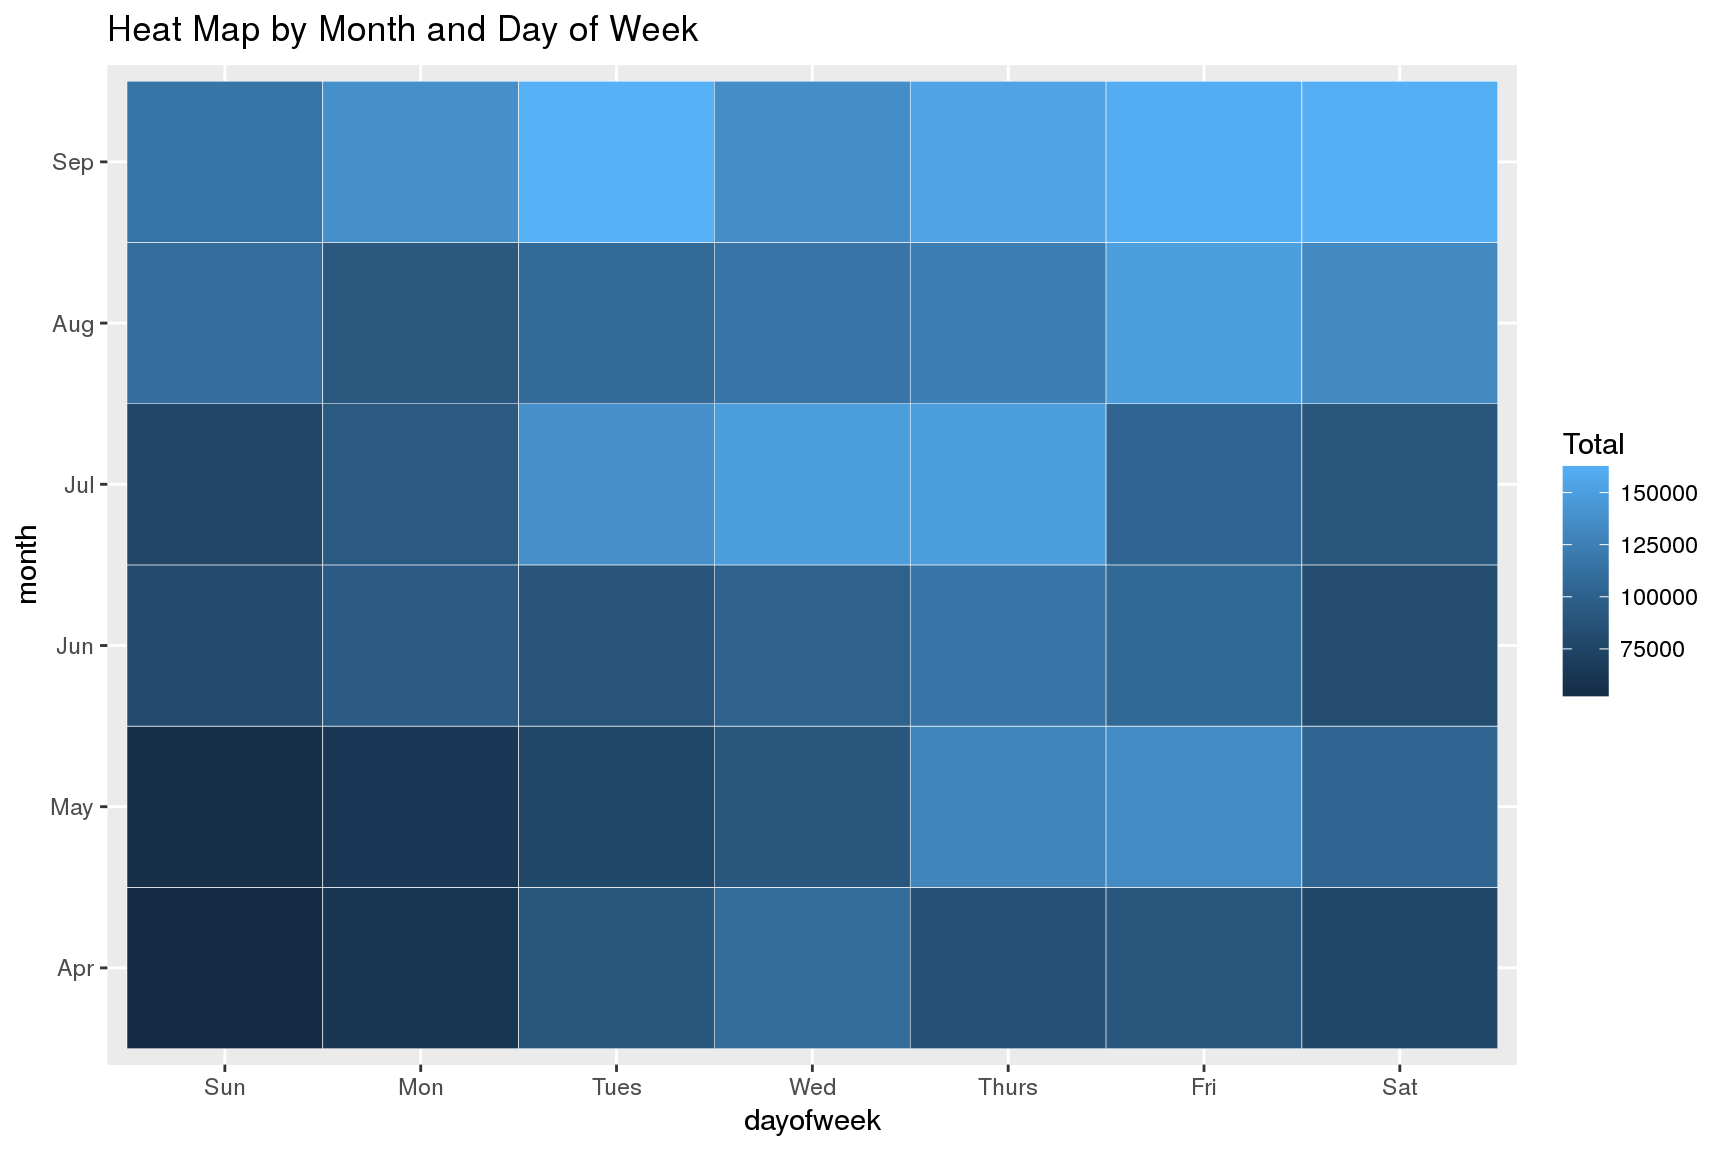 Heat Map by Month and Day of Week
Sep
Aug
Jul
Jun
May
Apr
month
Sun Mon Tues Wed Thurs Fri Sat
dayofweek
Total
150000
125000
100000
75000